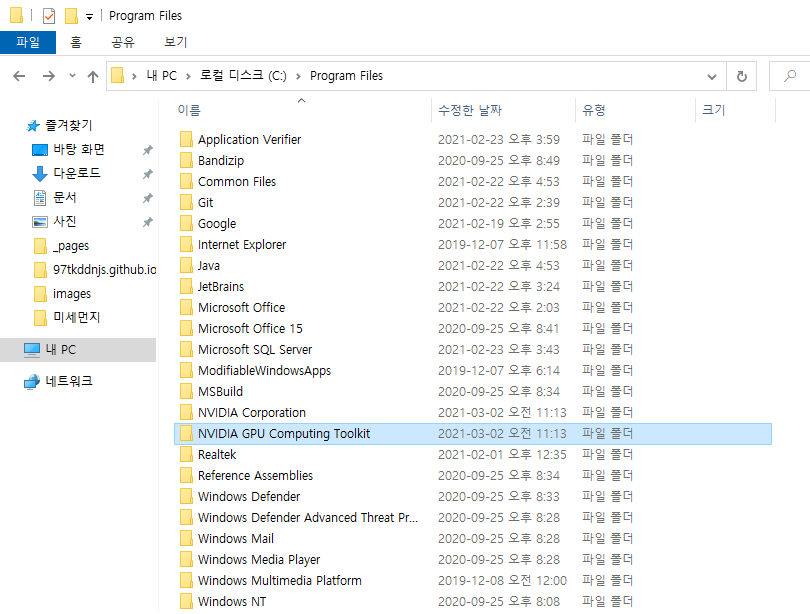 Program Files
파일 홈 공유 보기
내 PC > 로컬 디스크 (C:) > Program Files
이름 수정한 날짜 유형 크기
즐겨찾기
바탕 화면
다운로드
문서
사진
_pages
97tkddnjs.github.io
images
미세먼지
내 PC
네트워크
Application Verifier 2021-02-23 오후 3:59 파일 폴더
Bandizip 2020-09-25 오후 8:49 파일 폴더
Common Files 2021-02-22 오후 4:53 파일 폴더
Git 2021-02-22 오후 2:39 파일 폴더
Google 2021-02-19 오후 2:55 파일 폴더
Internet Explorer 2019-12-07 오후 11:58 파일 폴더
Java 2021-02-22 오후 4:53 파일 폴더
JetBrains 2021-02-22 오후 3:24 파일 폴더
Microsoft Office 2021-02-22 오후 2:03 파일 폴더
Microsoft Office 15 2020-09-25 오후 8:41 파일 폴더
Microsoft SQL Server 2021-02-23 오후 3:43 파일 폴더
ModifiableWindowsApps 2019-12-07 오후 6:14 파일 폴더
MSBuild 2020-09-25 오후 8:34 파일 폴더
NVIDIA Corporation 2021-03-02 오전 11:13 파일 폴더
NVIDIA GPU Computing Toolkit 2021-03-02 오전 11:13 파일 폴더
Realtek 2021-02-01 오후 12:35 파일 폴더
Reference Assemblies 2020-09-25 오후 8:34 파일 폴더
Windows Defender 2020-09-25 오후 8:33 파일 폴더
Windows Defender Advanced Threat Pr... 2020-09-25 오후 8:28 파일 폴더
Windows Mail 2020-09-25 오후 8:28 파일 폴더
Windows Media Player 2020-09-25 오후 8:28 파일 폴더
Windows Multimedia Platform 2019-12-08 오전 12:00 파일 폴더
Windows NT 2020-09-25 오후 8:08 파일 폴더